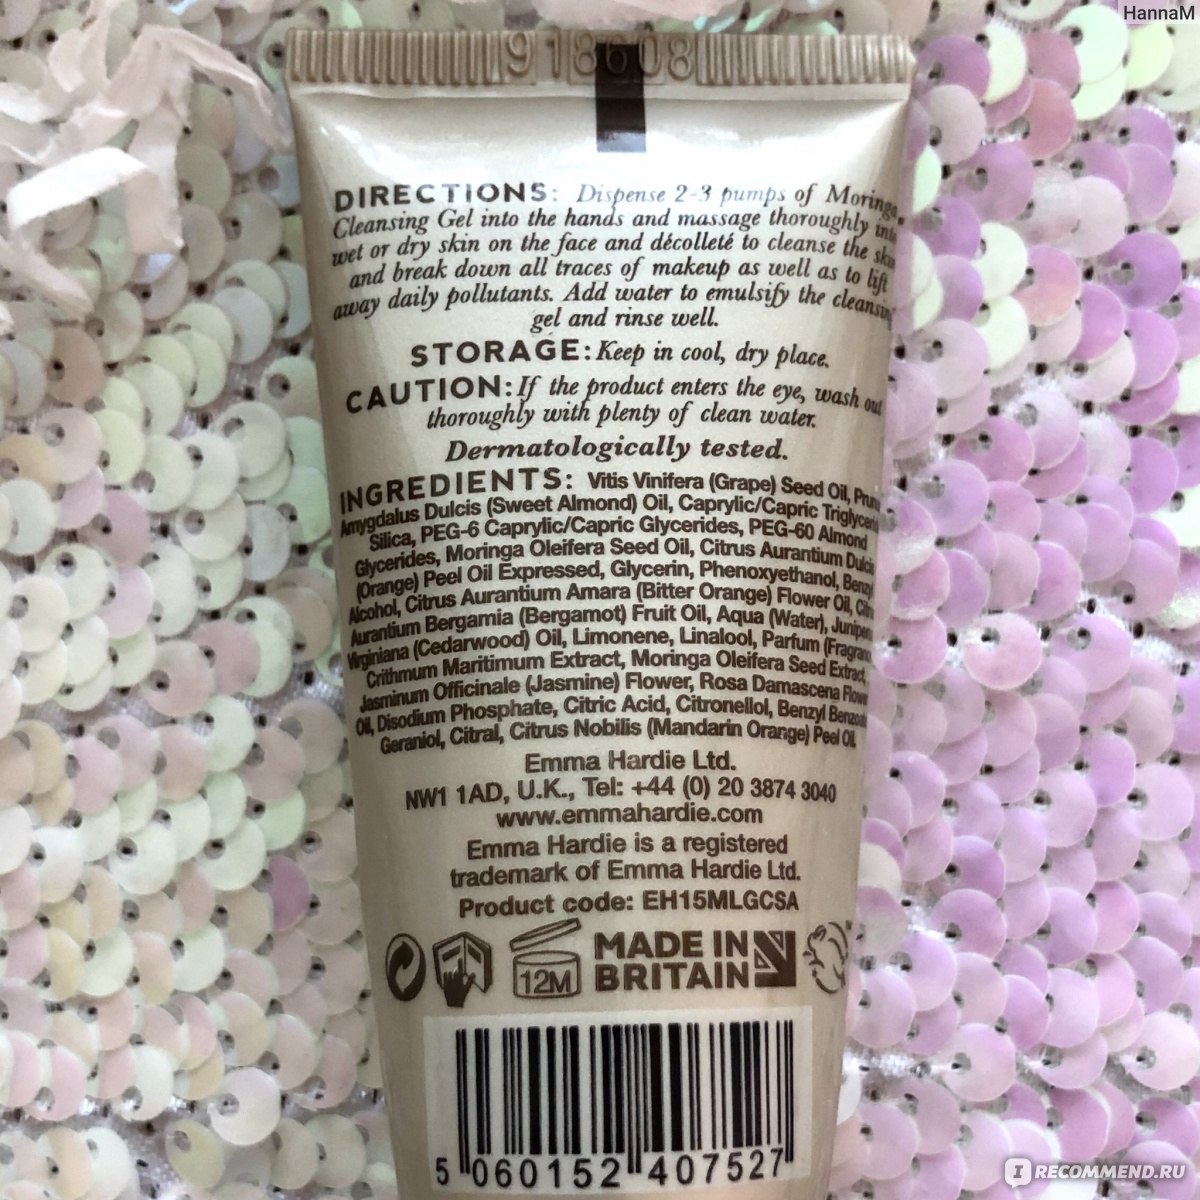 HannaM
918608
DIRECTIONS: Dispense 2-3 pumps of Moringa
Cleansing Gel into the hands and massage thoroughly into
wet or dry skin on the face and décolleté to cleanse the skin
and break down all traces of makeup as well as to lift
away daily pollutants. Add water to emulsify the cleansing
gel and rinse well.
STORAGE: Keep in cool, dry place.
CAUTION: If the product enters the eye, wash out
thoroughly with plenty of clean water.
Dermatologically tested.
INGREDIENTS: Vitis Vinifera (Grape) Seed Oil, Prunu
Amygdalus Dulcis (Sweet Almond) Oil, Caprylic/Capric Triglyceri
Silica, PEG-6 Caprylic/Capric Glycerides, PEG-60 Almond
Glycerides, Moringa Oleifera Seed Oil, Citrus Aurantium Dulcis
(Orange) Peel Oil Expressed, Glycerin, Phenoxyethanol, Benzyl
Alcohol, Citrus Aurantium Amara (Bitter Orange) Flower Oil, Citru
Aurantium Bergamia (Bergamot) Fruit Oil, Aqua (Water), Juniperu
Virginiana (Cedarwood) Oil, Limonene, Linalool, Parfum (Fragranc
Crithmum Maritimum Extract, Moringa Oleifera Seed Extract,
Jasminum Officinale (Jasmine) Flower, Rosa Damascena Flower
Oil, Disodium Phosphate, Citric Acid, Citronellol, Benzyl Benzoate
Geraniol, Citral, Citrus Nobilis (Mandarin Orange) Peel Oil.
Emma Hardie Ltd.
NW1 1AD, U.K., Tel: +44 (0) 20 3874 3040
www.emmahardie.com
Emma Hardie is a registered
trademark of Emma Hardie Ltd.
Product code: EH15MLGCSA
12M
MADE IN
BRITAIN
5 060152 407527
IRECOMMEND.RU